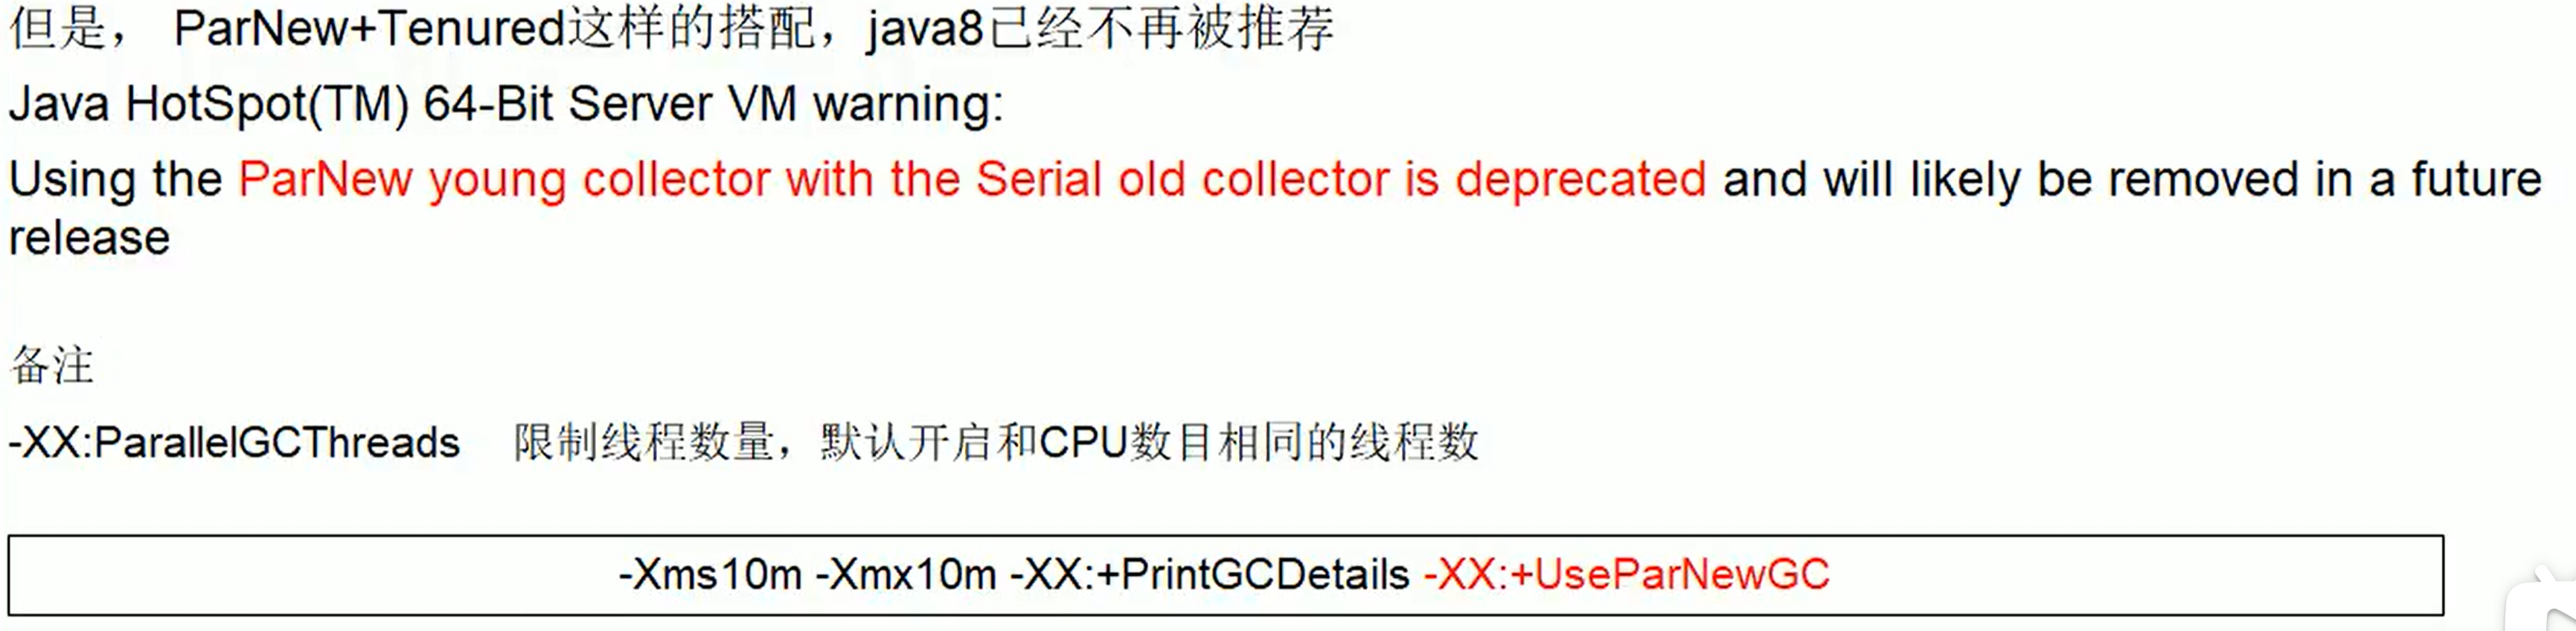 但是， ParNew+Tenured这样的搭配，java8已经不再被推荐
Java HotSpot(TM) 64-Bit Server VM warning:
Using the ParNew young collector with the Serial old collector is deprecated and will likely be removed in a future
release
备注
-XX:ParallelGCThreads 限制线程数量，默认开启和CPU数目相同的线程数
-Xms10m -Xmx10m -XX:+PrintGCDetails -XX:+UseParNewGC